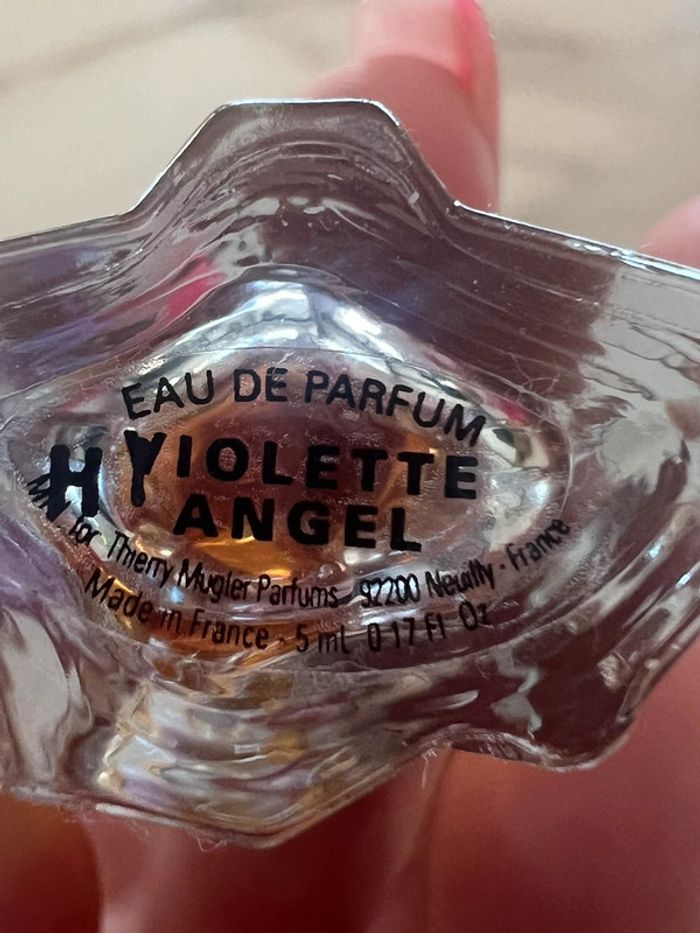 EAU DE PARFUM
H VIOLETTE
ANGEL
for Thierry Mugler Parfums - 92200 Neuilly - France
Made in France - 5 mL 0 17 Fl Oz